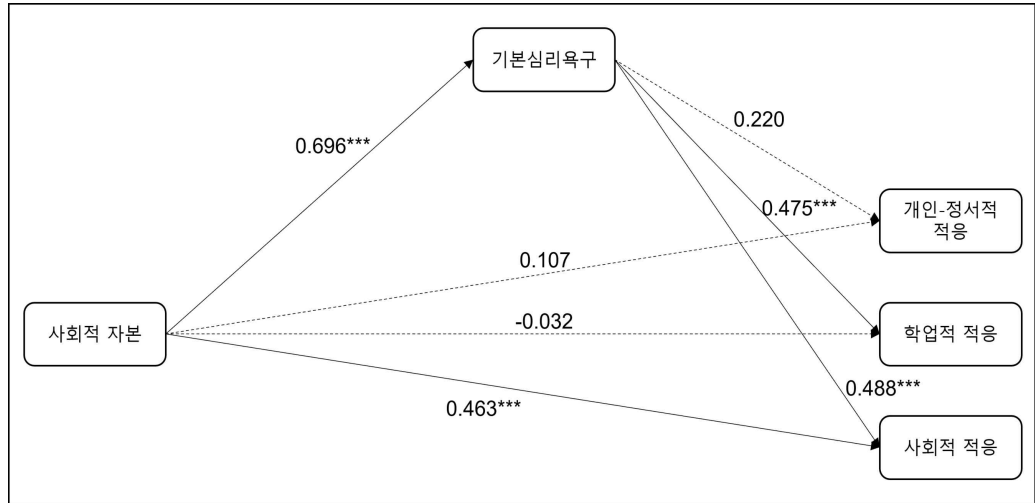 기본심리욕구
0.220
0.696***
0.475***
개인-정서적
적응
0.107
사회적 자본
-0.032
학업적 적응
0.488***
0.463***
사회적 적응